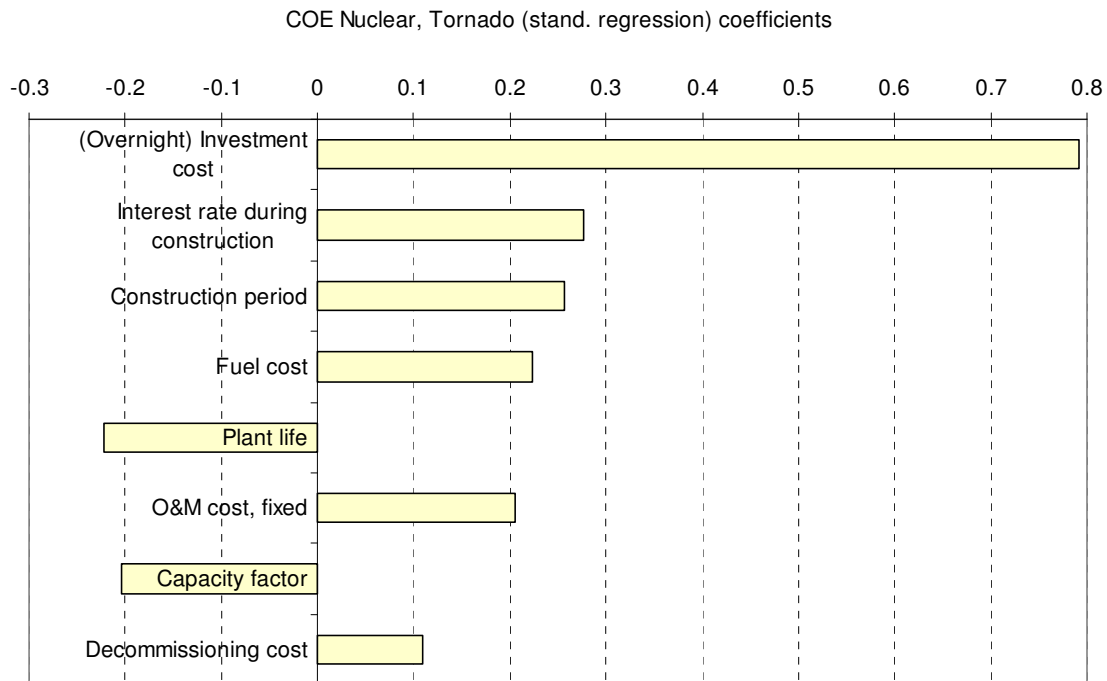 COE Nuclear, Tornado (stand. regression) coefficients
-0.3 -0.2 -0.1 0 0.1 0.2 0.3 0.4 0.5 0.6 0.7 0.8
(Overnight) Investment
cost
Interest rate during
construction
Construction period
Fuel cost
Plant life
O&M cost, fixed
Capacity factor
Decommissioning cost